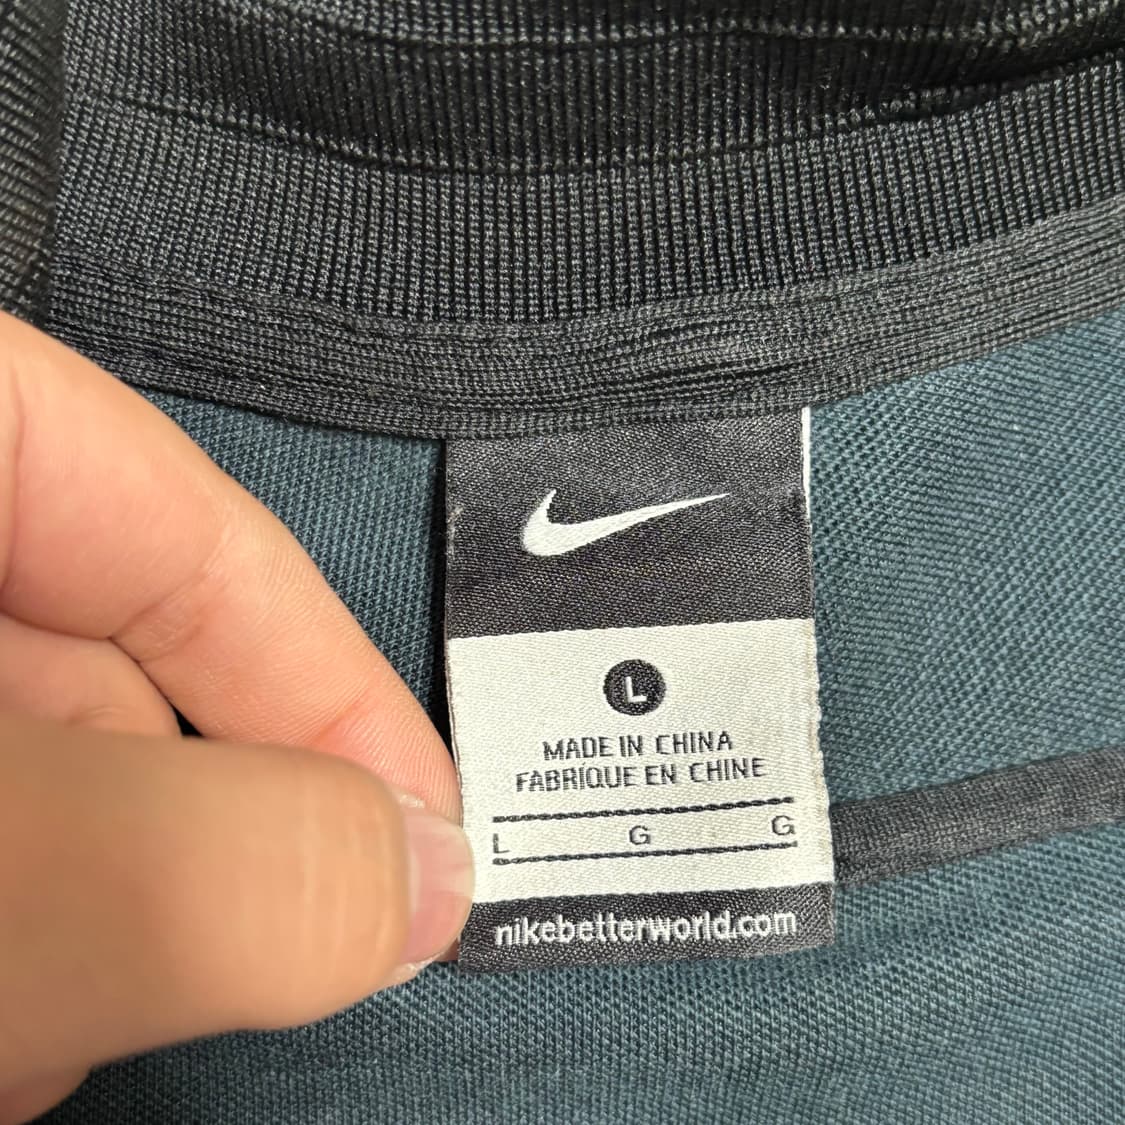 L
MADE IN CHINA
FABRIQUE EN CHINE
L G G
nikebetterworld.com